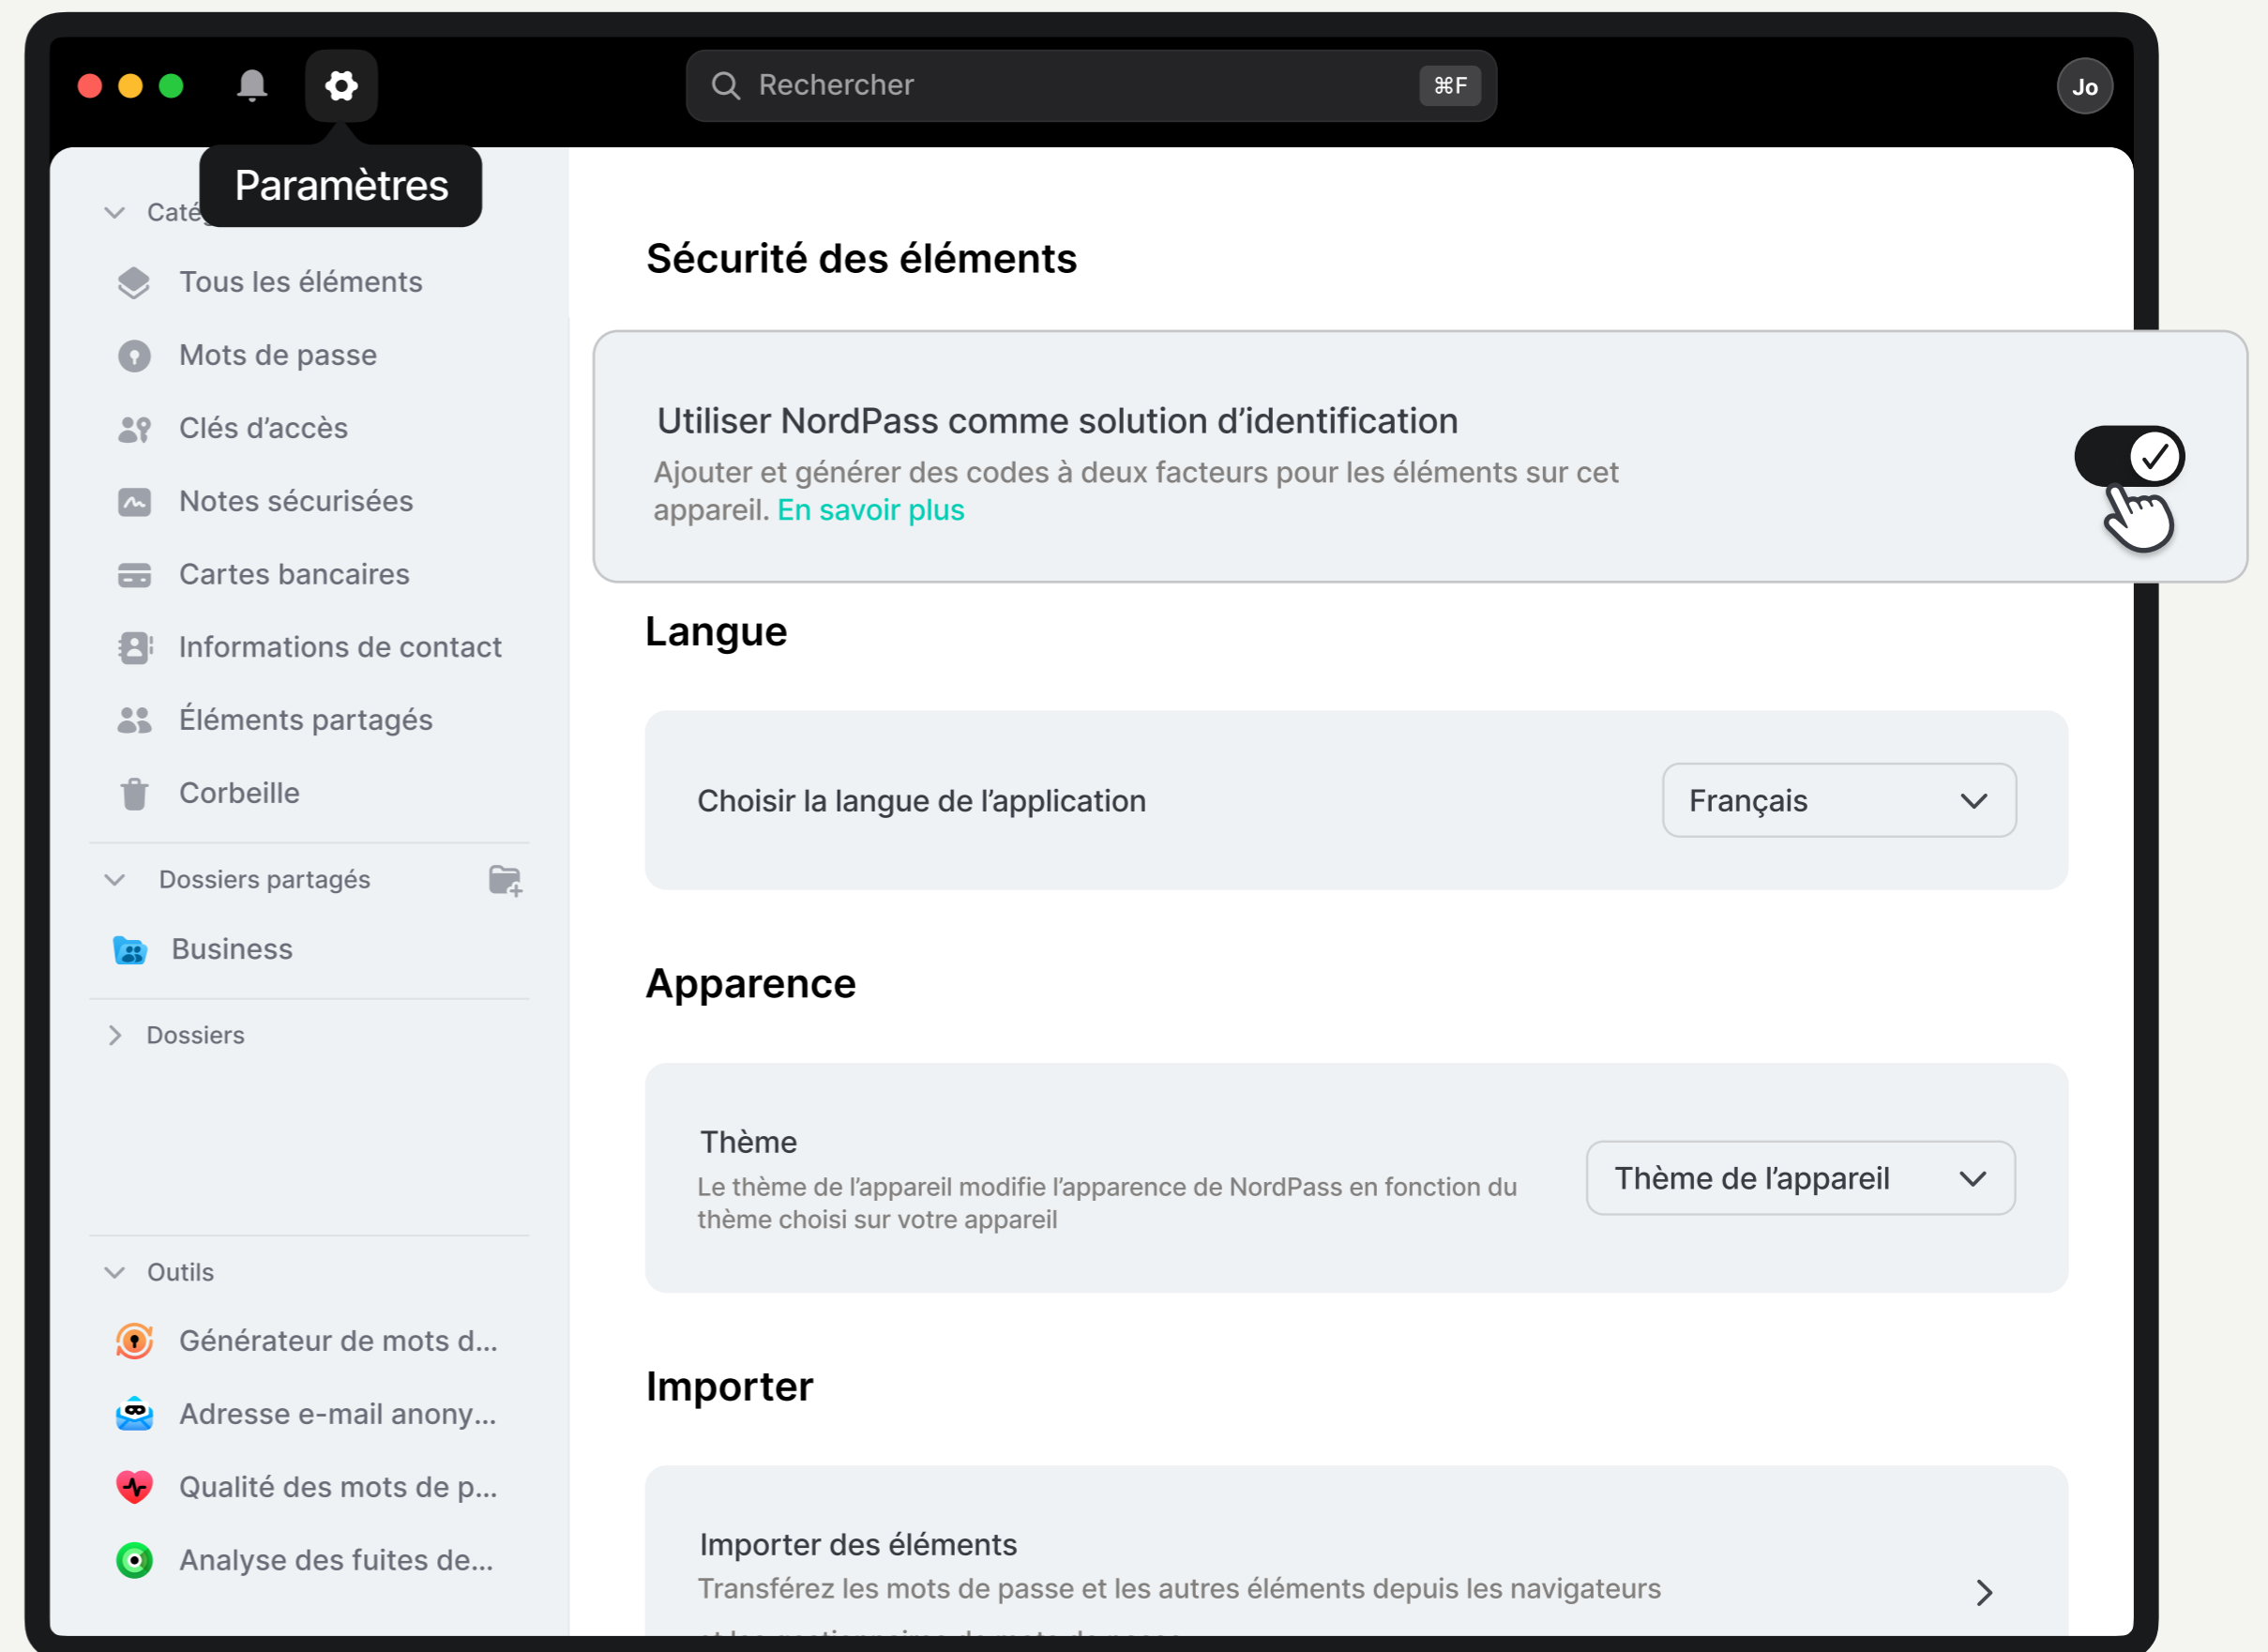 Rechercher
⌘F
Jo
Paramètres
Tous les éléments
Mots de passe
Clés d’accès
Notes sécurisées
Cartes bancaires
Informations de contact
Éléments partagés
Corbeille
Dossiers partagés
Business
Dossiers
Outils
Générateur de mots d...
Adresse e-mail anony...
Qualité des mots de p...
Analyse des fuites de...
Sécurité des éléments
Utiliser NordPass comme solution d’identification
Ajouter et générer des codes à deux facteurs pour les éléments sur cet
appareil. En savoir plus
Langue
Choisir la langue de l’application
Français
Apparence
Thème
Le thème de l’appareil modifie l’apparence de NordPass en fonction du
thème choisi sur votre appareil
Thème de l’appareil
Importer
Importer des éléments
Transférez les mots de passe et les autres éléments depuis les navigateurs